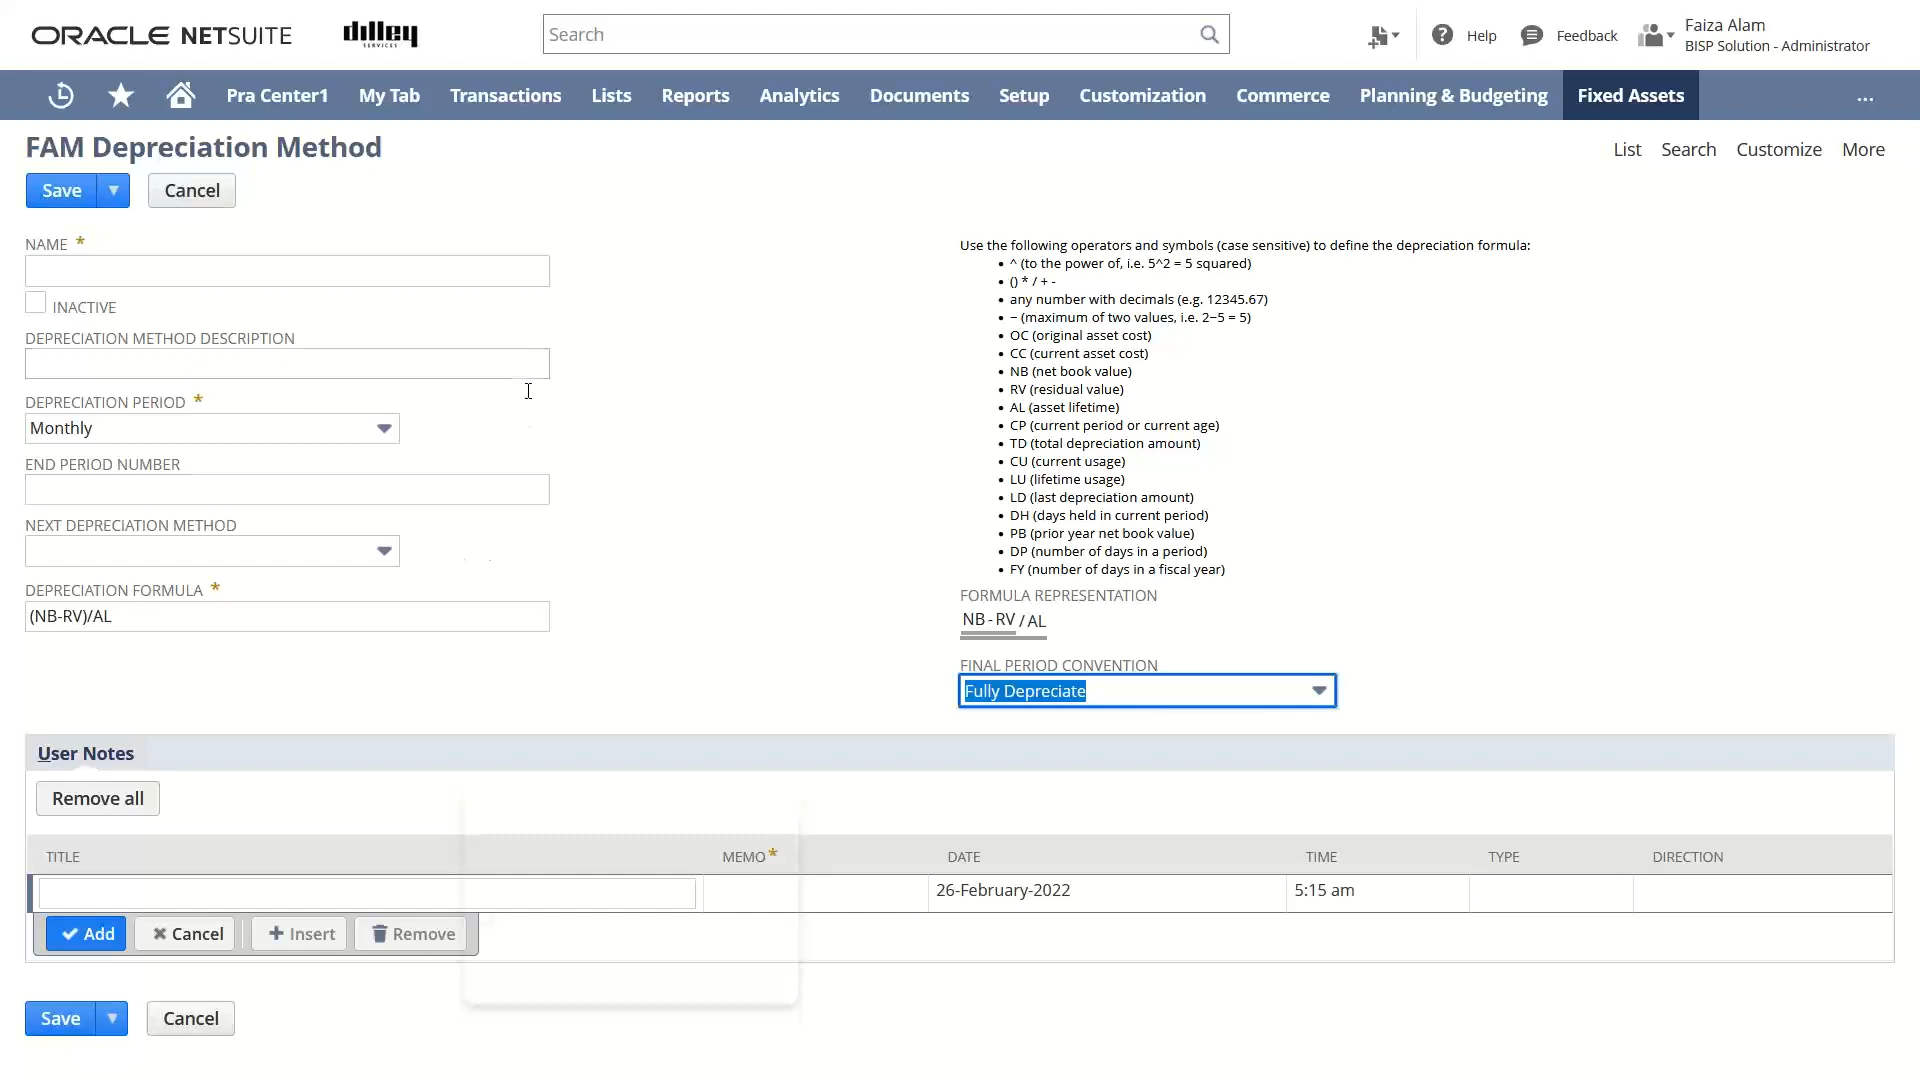 ORACLE NETSUITE
dilley
SERVICES
Search
Help
Feedback
Faiza Alam
BISP Solution - Administrator
Pra Center1
My Tab
Transactions
Lists
Reports
Analytics
Documents
Setup
Customization
Commerce
Planning & Budgeting
Fixed Assets
...
FAM Depreciation Method
List
Search
Customize
More
Save
Cancel
NAME *
INACTIVE
DEPRECIATION METHOD DESCRIPTION
DEPRECIATION PERIOD *
Monthly
END PERIOD NUMBER
NEXT DEPRECIATION METHOD
DEPRECIATION FORMULA *
(NB-RV)/AL
Use the following operators and symbols (case sensitive) to define the depreciation formula:
• ^ (to the power of, i.e. 5^2 = 5 squared)
• () * / + -
• any number with decimals (e.g. 12345.67)
• ~ (maximum of two values, i.e. 2~5 = 5)
• OC (original asset cost)
• CC (current asset cost)
• NB (net book value)
• RV (residual value)
• AL (asset lifetime)
• CP (current period or current age)
• TD (total depreciation amount)
• CU (current usage)
• LU (lifetime usage)
• LD (last depreciation amount)
• DH (days held in current period)
• PB (prior year net book value)
• DP (number of days in a period)
• FY (number of days in a fiscal year)
FORMULA REPRESENTATION
NB - RV / AL
FINAL PERIOD CONVENTION
Fully Depreciate
User Notes
Remove all
TITLE
MEMO *
DATE
TIME
TYPE
DIRECTION
26-February-2022
5:15 am
Add
Cancel
Insert
Remove
Save
Cancel